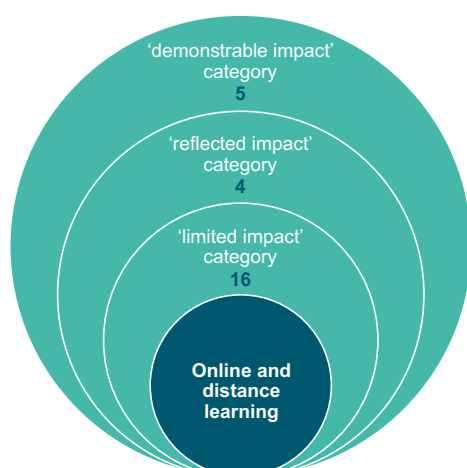 ‘demonstrable impact’
category
5
‘reflected impact’
category
4
‘limited impact’
category
16
Online and
distance
learning